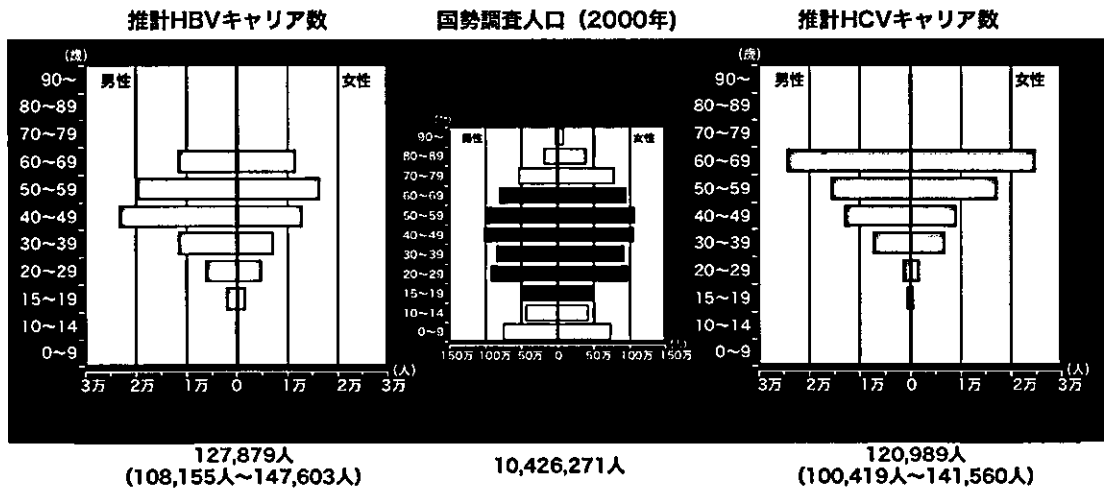 推計HBVキャリア数
国勢調査人口（2000年）
推計HCVキャリア数
(歳)
男性
女性
90～
80～89
70～79
60～69
50～59
40～49
30～39
20～29
15～19
10～14
0～9
(人)
3万 2万 1万 0 1万 2万 3万
男性
女性
90～
80～89
70～79
60～69
50～59
40～49
30～39
20～29
15～19
10～14
0～9
150万 100万 50万 0 50万 100万 150万
(歳)
男性
女性
90～
80～89
70～79
60～69
50～59
40～49
30～39
20～29
15～19
10～14
0～9
(人)
3万 2万 1万 0 1万 2万 3万
127,879人
(108,155人～147,603人)
10,426,271人
120,989人
(100,419人～141,560人)